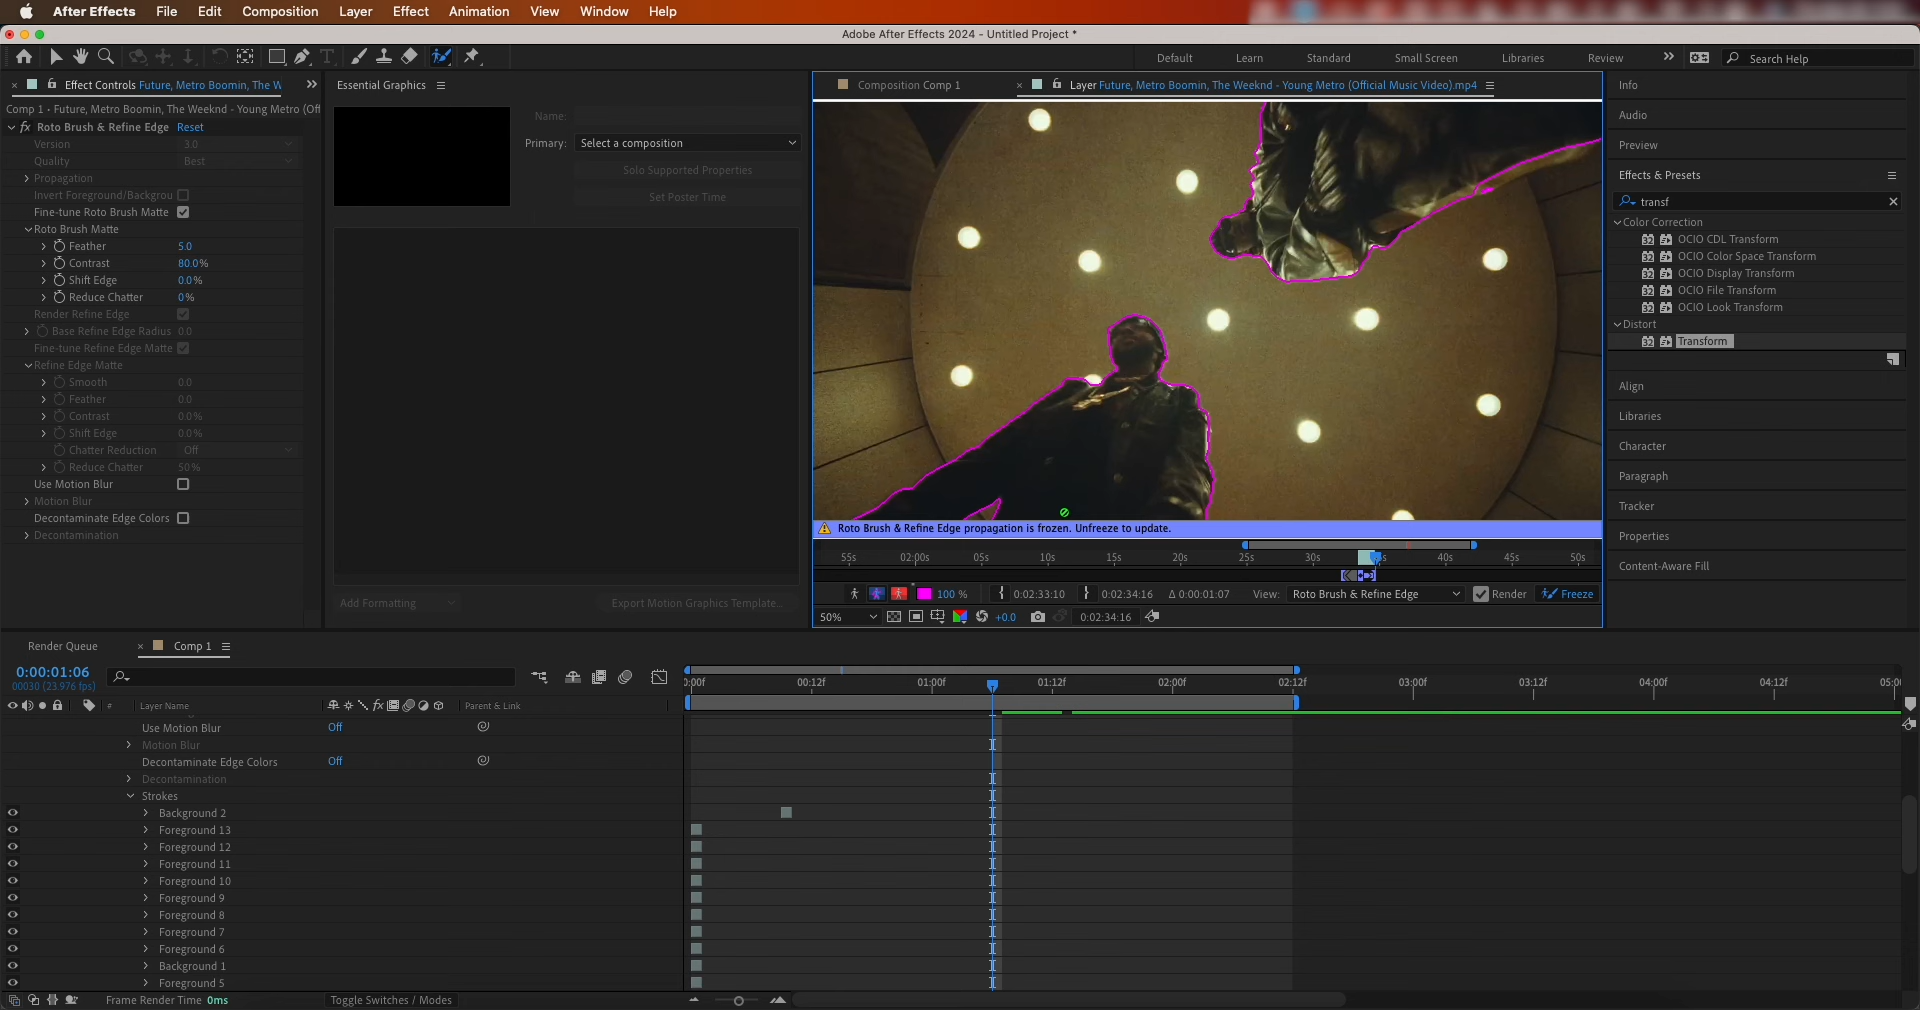 After Effects File Edit Composition Layer Effect Animation View Window Help
Adobe After Effects 2024 - Untitled Project *
T Default Learn Standard Small Screen Libraries Review Search Help
Effect Controls Future, Metro Boomin, The W
Comp 1 • Future, Metro Boomin, The Weeknd - Young Metro (Off
fx Roto Brush & Refine Edge Reset
Version 3.0
Quality Best
Propagation
Invert Foreground/Backgrou
Fine-tune Roto Brush Matte
Roto Brush Matte
Feather 5.0
Contrast 80.0%
Shift Edge 0.0%
Reduce Chatter 0%
Render Refine Edge
Base Refine Edge Radius 0.0
Fine-tune Refine Edge Matte
Refine Edge Matte
Smooth 0.0
Feather 0.0
Contrast 0.0%
Shift Edge 0.0%
Chatter Reduction Off
Reduce Chatter 50%
Use Motion Blur
Motion Blur
Decontaminate Edge Colors
Decontamination
Essential Graphics
Name:
Primary: Select a composition
Solo Supported Properties
Set Poster Time
Add Formatting Export Motion Graphics Template...
Composition Comp 1 Layer Future, Metro Boomin, The Weeknd - Young Metro (Official Music Video).mp4
Roto Brush & Refine Edge propagation is frozen. Unfreeze to update.
55s 02:00s 05s 10s 15s 20s 25s 30s 40s 45s 50s
100 % 0:02:33:10 0:02:34:16 Δ 0:00:01:07 View: Roto Brush & Refine Edge Render Freeze
50% +0.0 0:02:34:16
Info
Audio
Preview
Effects & Presets
transf
Color Correction
32 OCIO CDL Transform
32 OCIO Color Space Transform
32 OCIO Display Transform
32 OCIO File Transform
32 OCIO Look Transform
Distort
32 Transform
Align
Libraries
Character
Paragraph
Tracker
Properties
Content-Aware Fill
Render Queue Comp 1
0:00:01:06
00030 (23.976 fps)
:00f 00:12f 01:00f 01:12f 02:00f 02:12f 03:00f 03:12f 04:00f 04:12f 05:0
# Layer Name fx Parent & Link
Use Motion Blur Off
Motion Blur
Decontaminate Edge Colors Off
Decontamination
Strokes
Background 2
Foreground 13
Foreground 12
Foreground 11
Foreground 10
Foreground 9
Foreground 8
Foreground 7
Foreground 6
Background 1
Foreground 5
Frame Render Time 0ms Toggle Switches / Modes